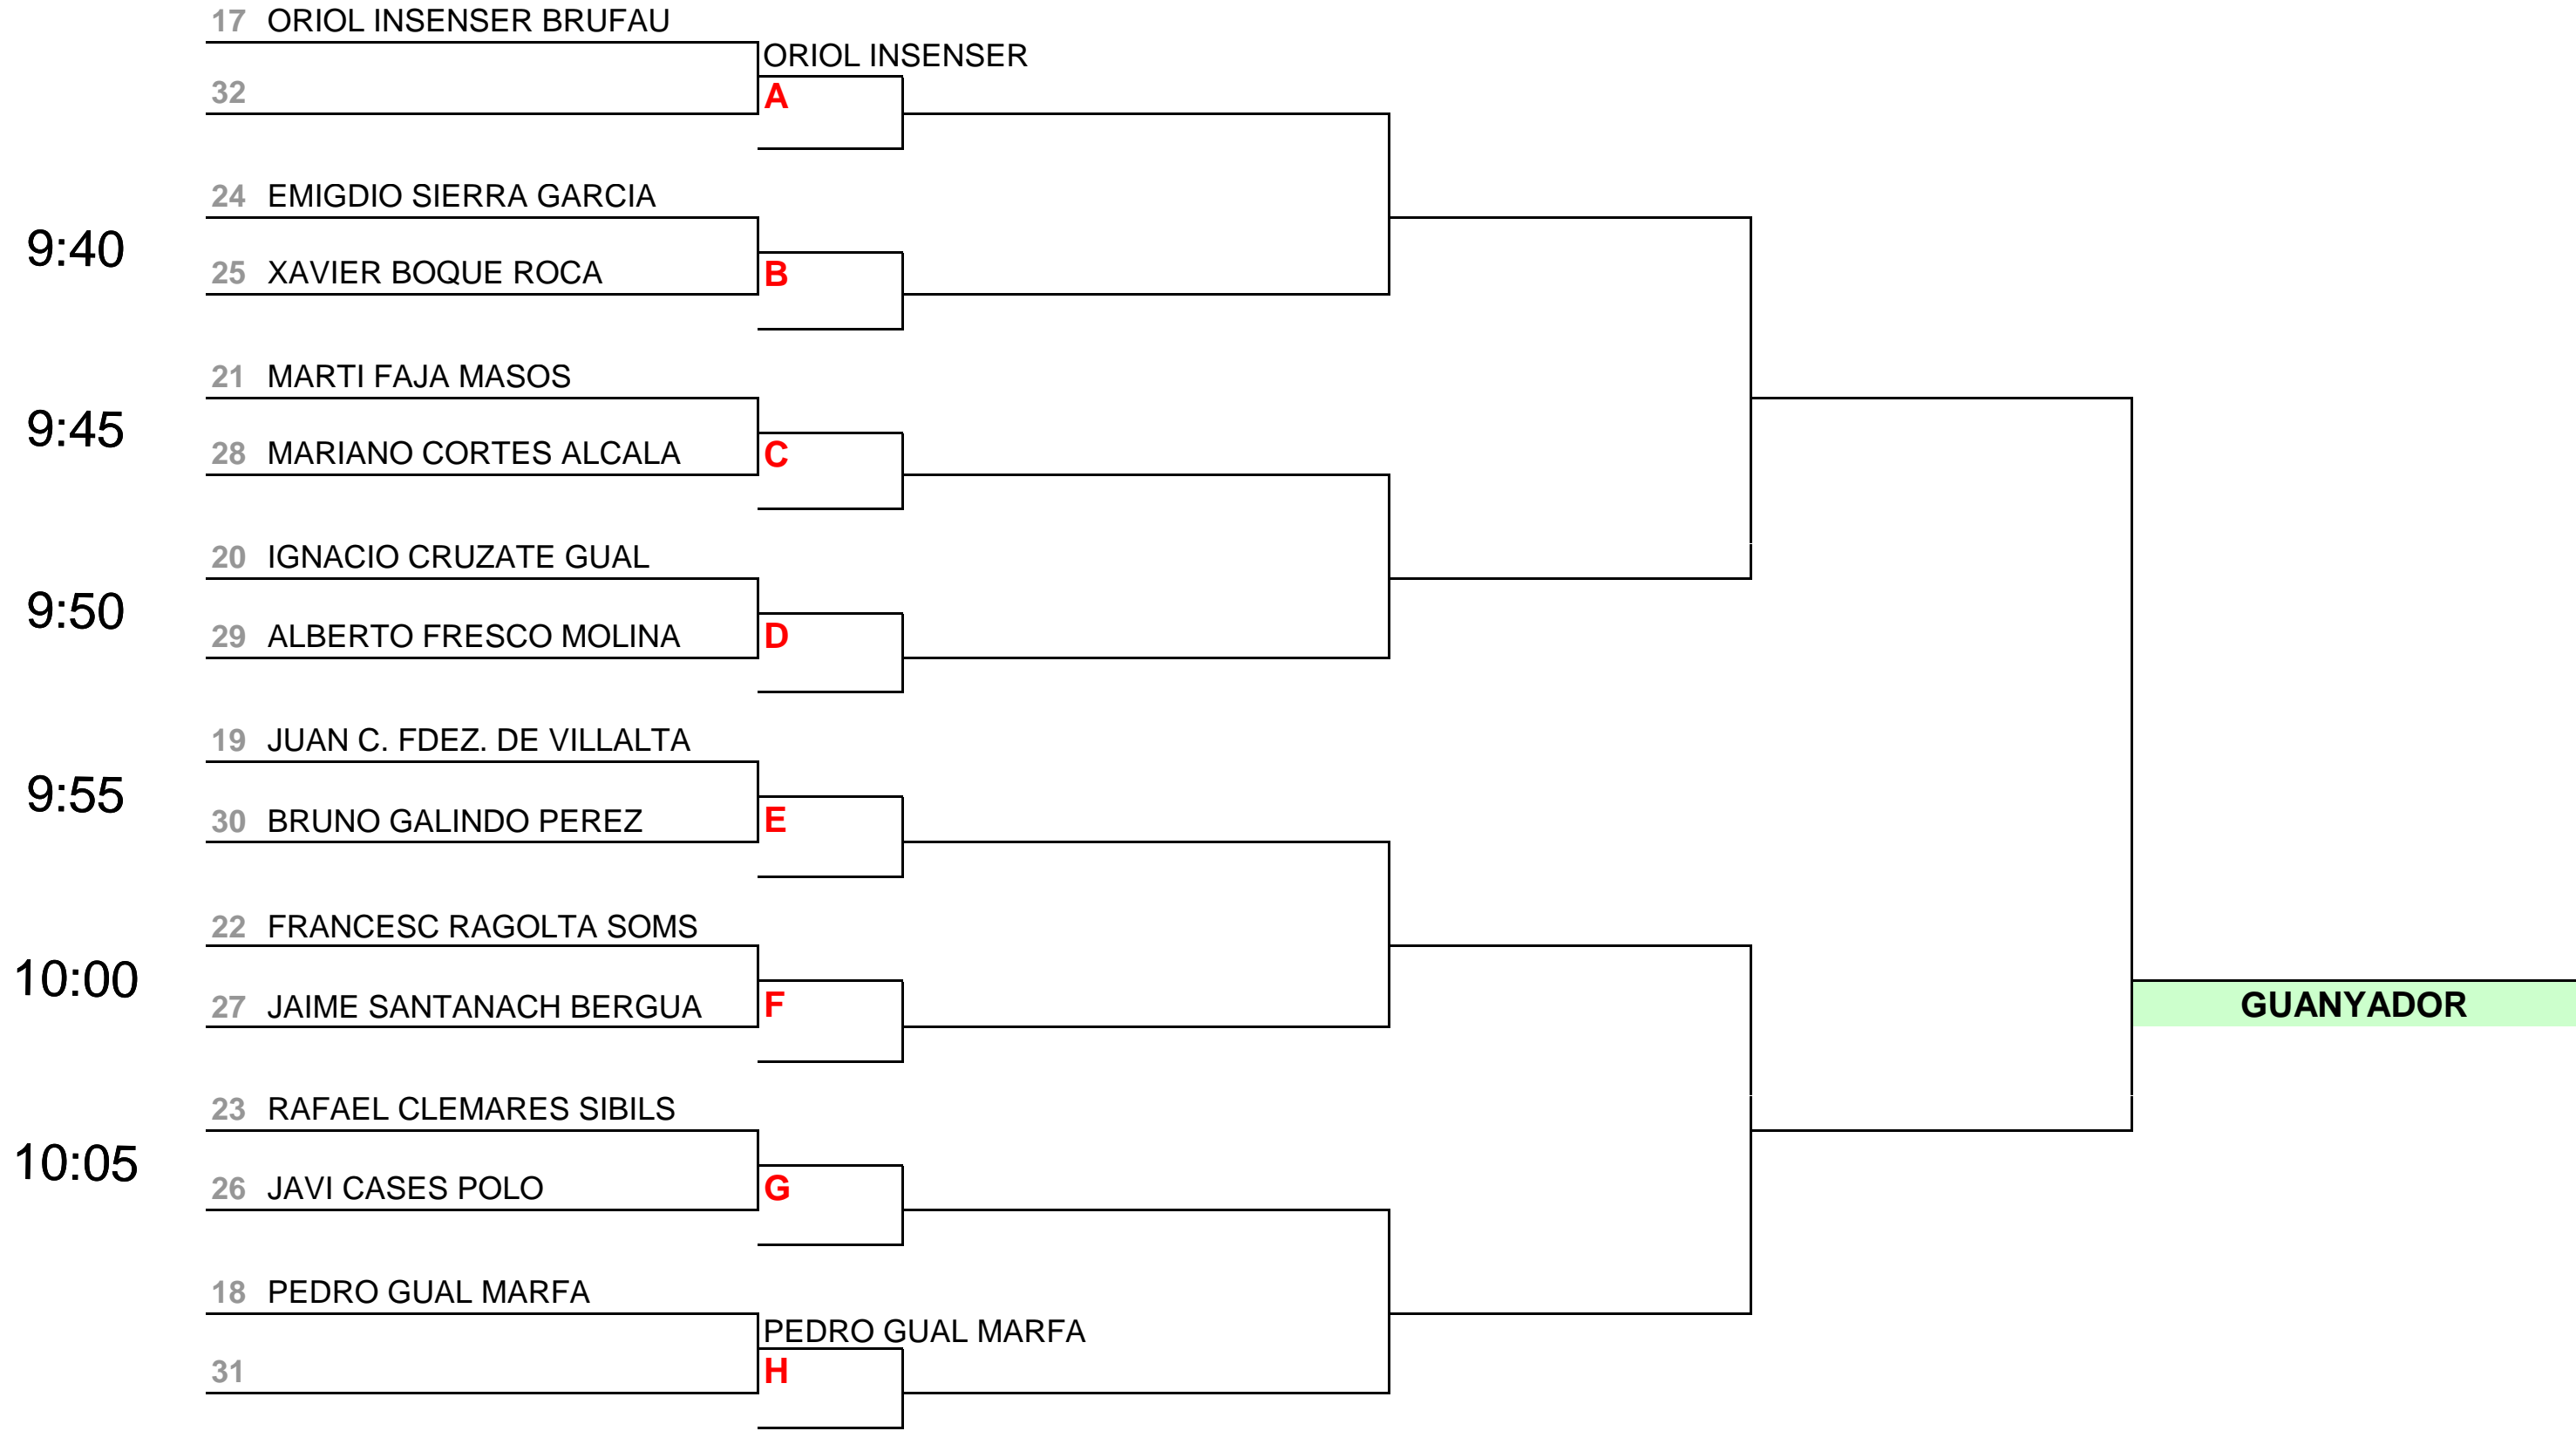 17 ORIOL INSENSER BRUFAU
ORIOL INSENSER
32
A
24 EMIGDIO SIERRA GARCIA
9:40
25 XAVIER BOQUE ROCA
B
21 MARTI FAJA MASOS
9:45
28 MARIANO CORTES ALCALA
C
20 IGNACIO CRUZATE GUAL
9:50
29 ALBERTO FRESCO MOLINA
D
19 JUAN C. FDEZ. DE VILLALTA
9:55
30 BRUNO GALINDO PEREZ
E
22 FRANCESC RAGOLTA SOMS
10:00
27 JAIME SANTANACH BERGUA
F
GUANYADOR
23 RAFAEL CLEMARES SIBILS
10:05
26 JAVI CASES POLO
G
18 PEDRO GUAL MARFA
PEDRO GUAL MARFA
31
H